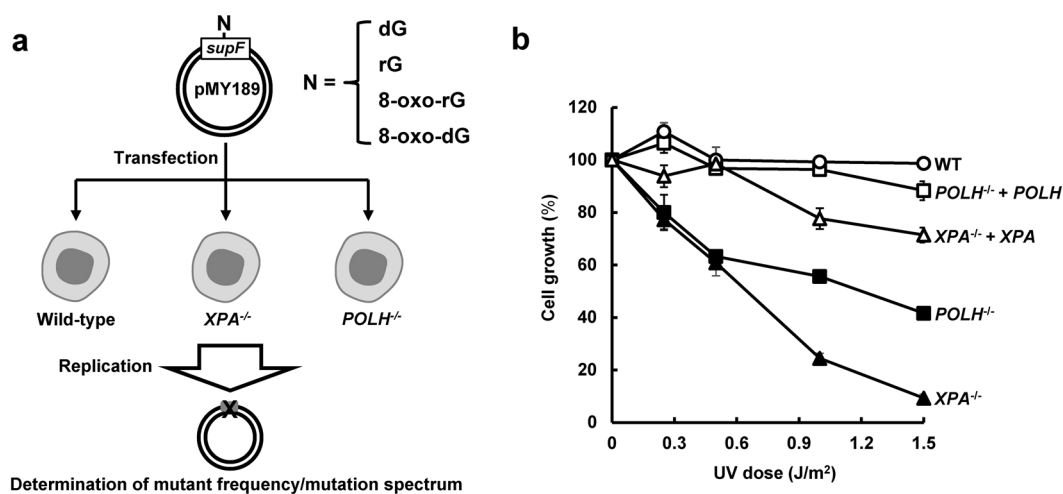 a
N
supF
pMY189
N =
dG
rG
8-oxo-rG
8-oxo-dG
Transfection
Wild-type
XPA-/-
POLH-/-
Replication
X
Determination of mutant frequency/mutation spectrum
b
Cell growth (%)
120
100
80
60
40
20
0
0
0.3
0.6
0.9
1.2
1.5
UV dose (J/m²)
WT
POLH-/- + POLH
XPA-/- + XPA
POLH-/-
XPA-/-